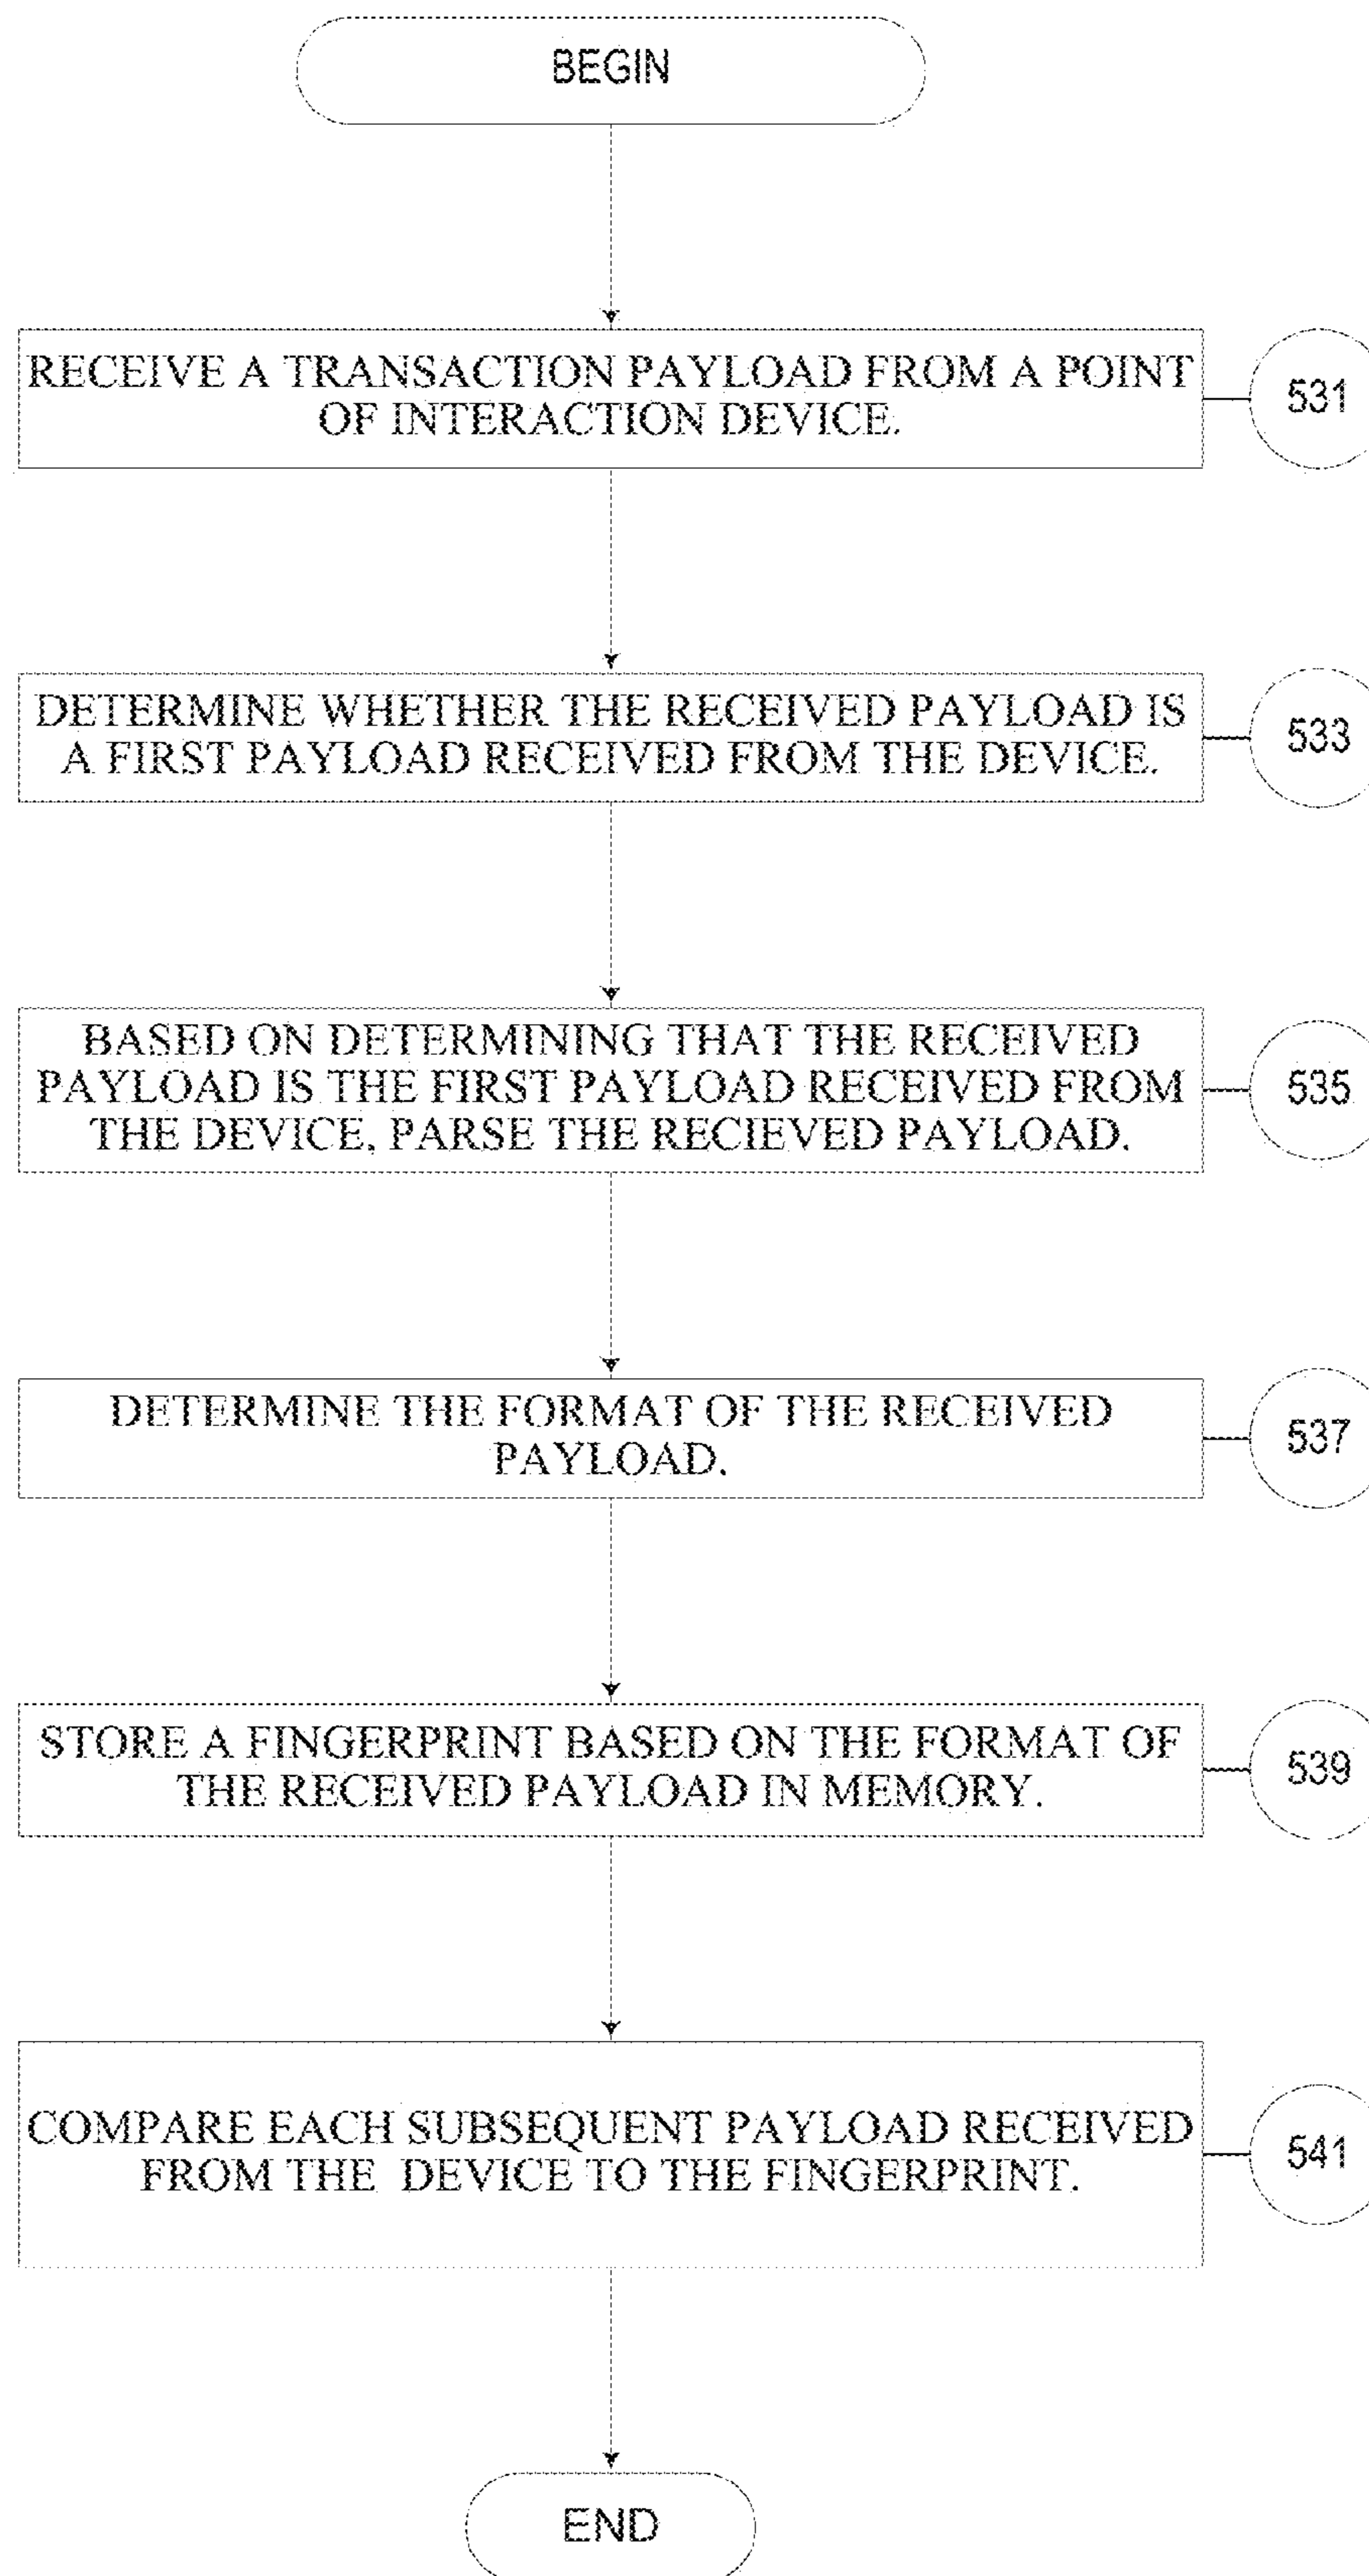 BEGIN
RECEIVE A TRANSACTION PAYLOAD FROM A POINT
OF INTERACTION DEVICE.
531
DETERMINE WHETHER THE RECEIVED PAYLOAD IS
A FIRST PAYLOAD RECEIVED FROM THE DEVICE.
533
BASED ON DETERMINING THAT THE RECEIVED
PAYLOAD IS THE FIRST PAYLOAD RECEIVED FROM
THE DEVICE, PARSE THE RECIEVED PAYLOAD.
535
DETERMINE THE FORMAT OF THE RECEIVED
PAYLOAD.
537
STORE A FINGERPRINT BASED ON THE FORMAT OF
THE RECEIVED PAYLOAD IN MEMORY.
539
COMPARE EACH SUBSEQUENT PAYLOAD RECEIVED
FROM THE DEVICE TO THE FINGERPRINT.
541
END